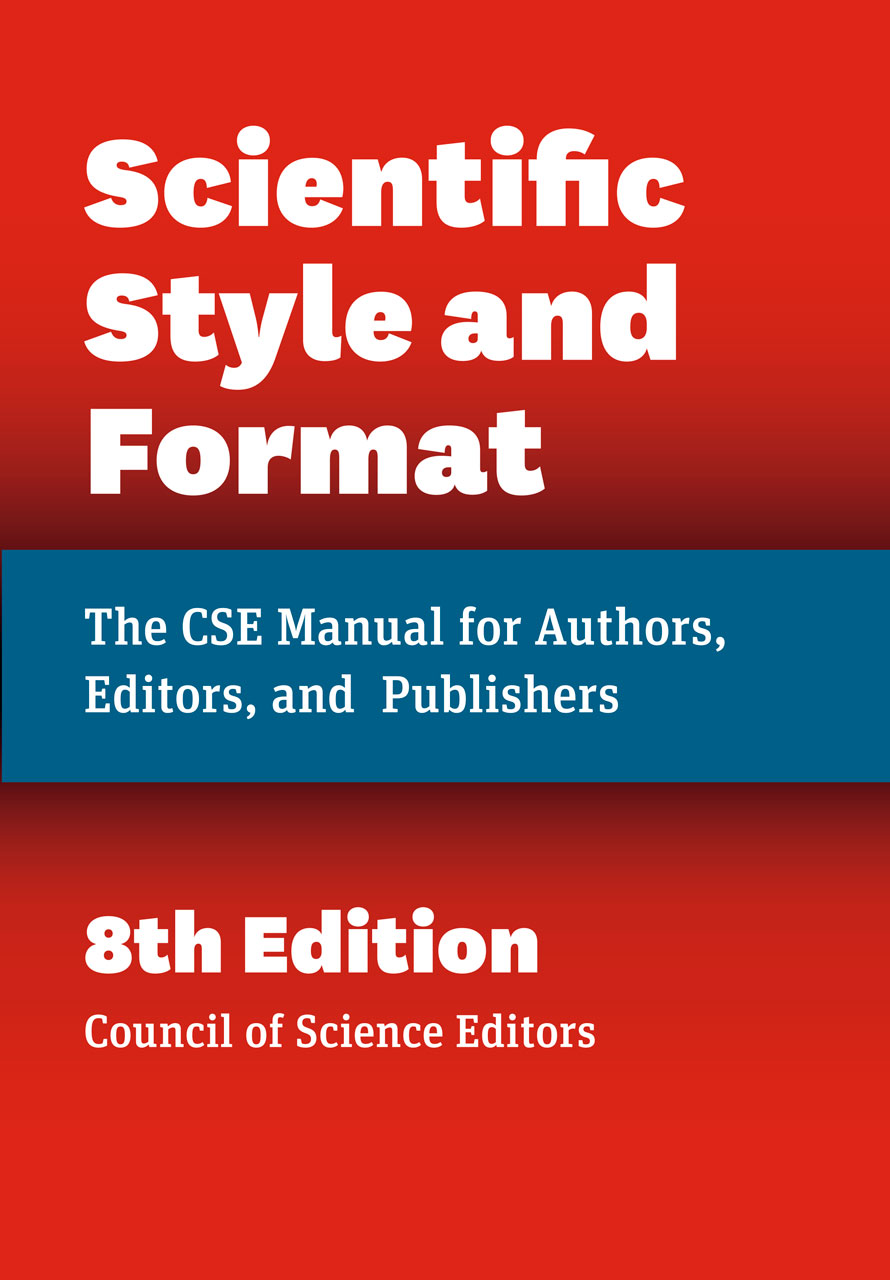 Scientific
Style and
Format
The CSE Manual for Authors,
Editors, and  Publishers
8th Edition
Council of Science Editors